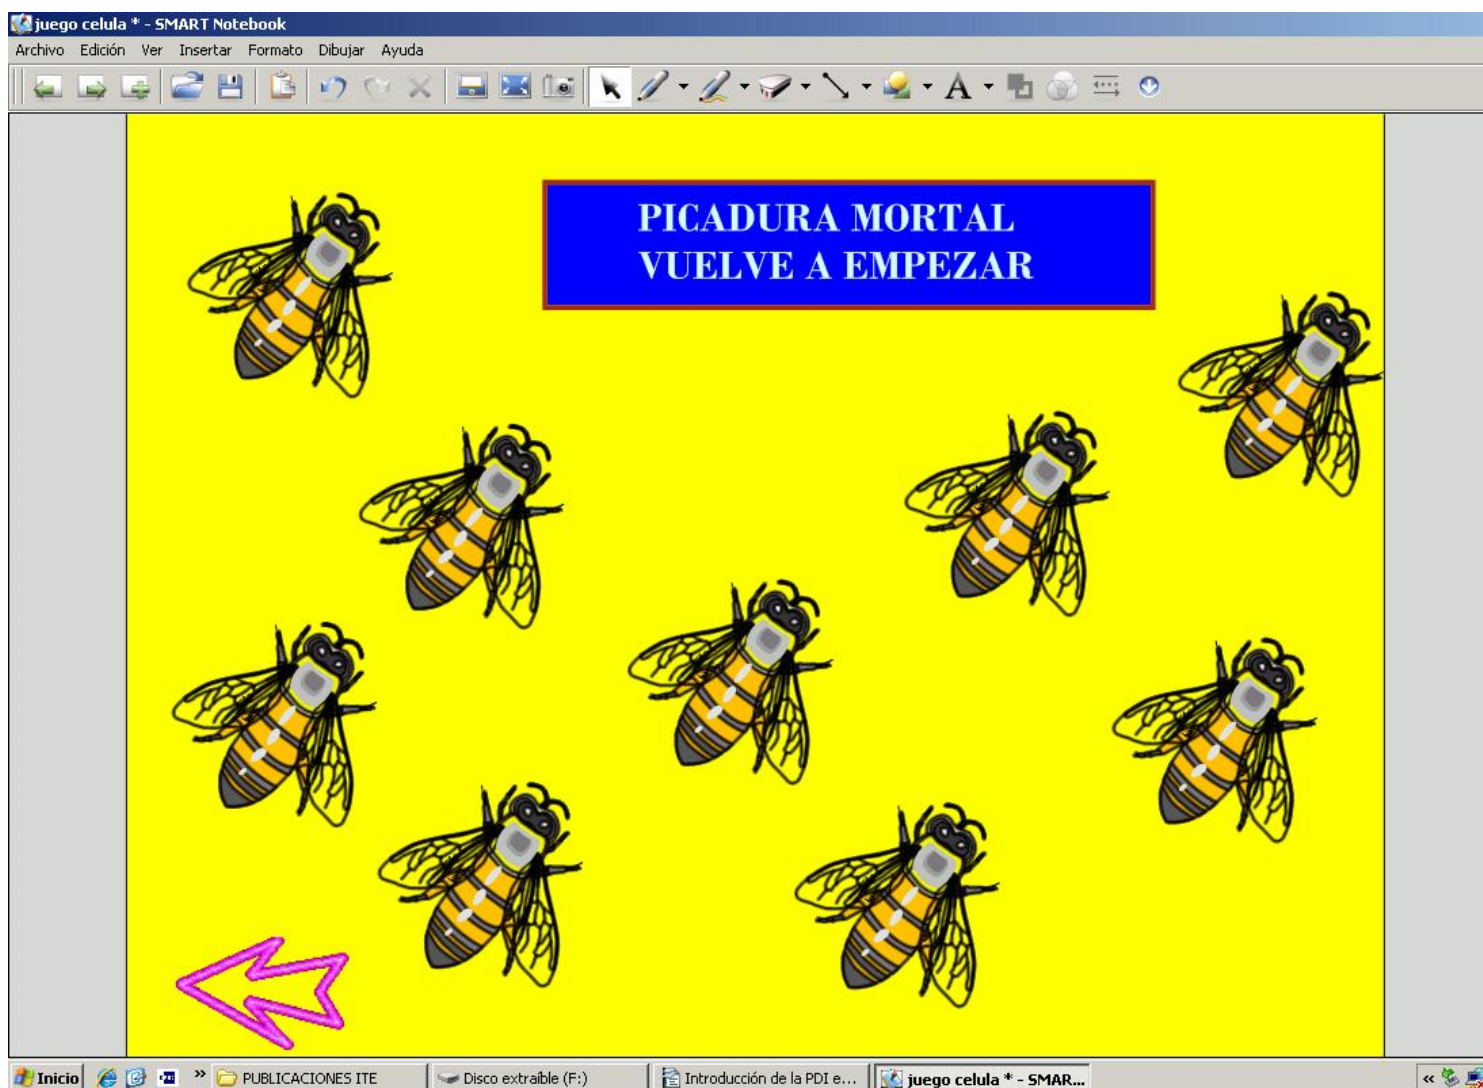 juego celula * - SMART Notebook
Archivo Edición Ver Insertar Formato Dibujar Ayuda
A
PICADURA MORTAL
VUELVE A EMPEZAR
Inicio » PUBLICACIONES ITE Disco extraíble (F:) Introducción de la PDI e... juego celula * - SMAR... «